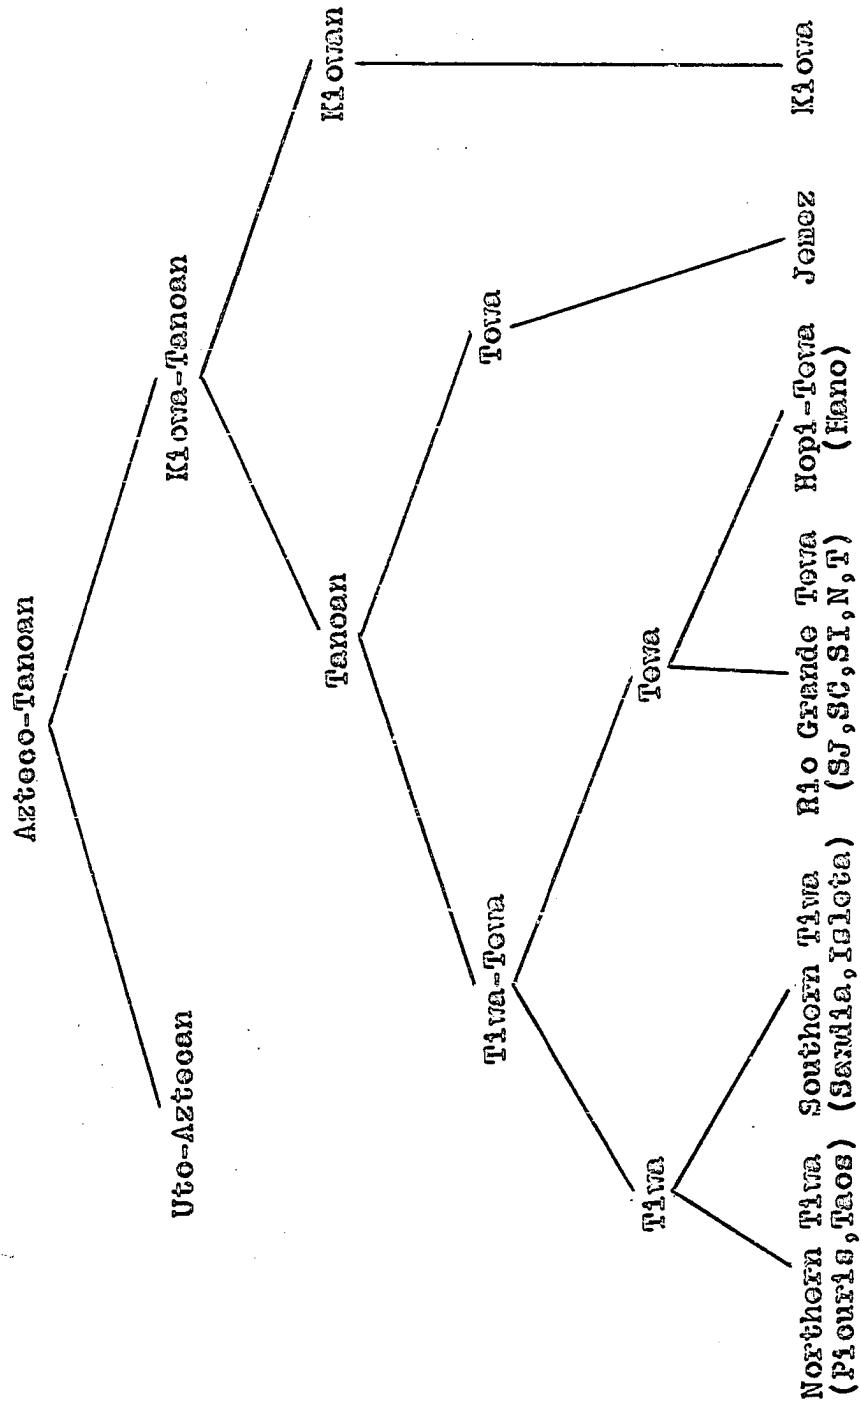 Azteco-Tanoan
Uto-Aztecan
Kiowa-Tanoan
Tanoan
Kiowan
Tiwa-Tewa
Towa
Tiwa
Tewa
Northern Tiwa
(Picuris,Taos)
Southern Tiwa
(Sandia,Isleta)
Rio Grande Tewa
(SJ,SC,SI,N,T)
Hopi-Tewa
(Hano)
Jemez
Kiowa